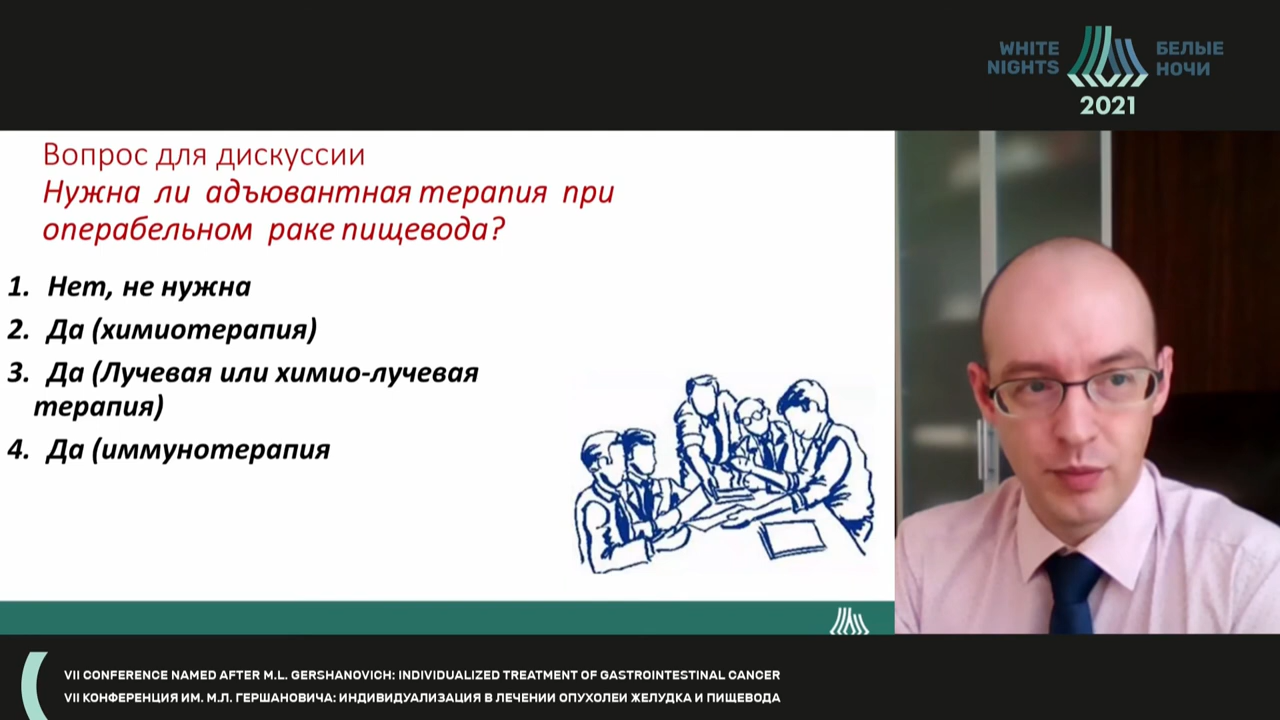 WHITE NIGHTS
БЕЛЫЕ НОЧИ
2021
Вопрос для дискуссии
Нужна ли адъювантная терапия при
операбельном раке пищевода?
1. Нет, не нужна
2. Да (химиотерапия)
3. Да (Лучевая или химио-лучевая
терапия)
4. Да (иммунотерапия
VII CONFERENCE NAMED AFTER M.L. GERSHANOVICH: INDIVIDUALIZED TREATMENT OF GASTROINTESTINAL CANCER
VII КОНФЕРЕНЦИЯ ИМ. М.Л. ГЕРШАНОВИЧА: ИНДИВИДУАЛИЗАЦИЯ В ЛЕЧЕНИИ ОПУХОЛЕИ ЖЕЛУДКА И ПИЩЕВОДА